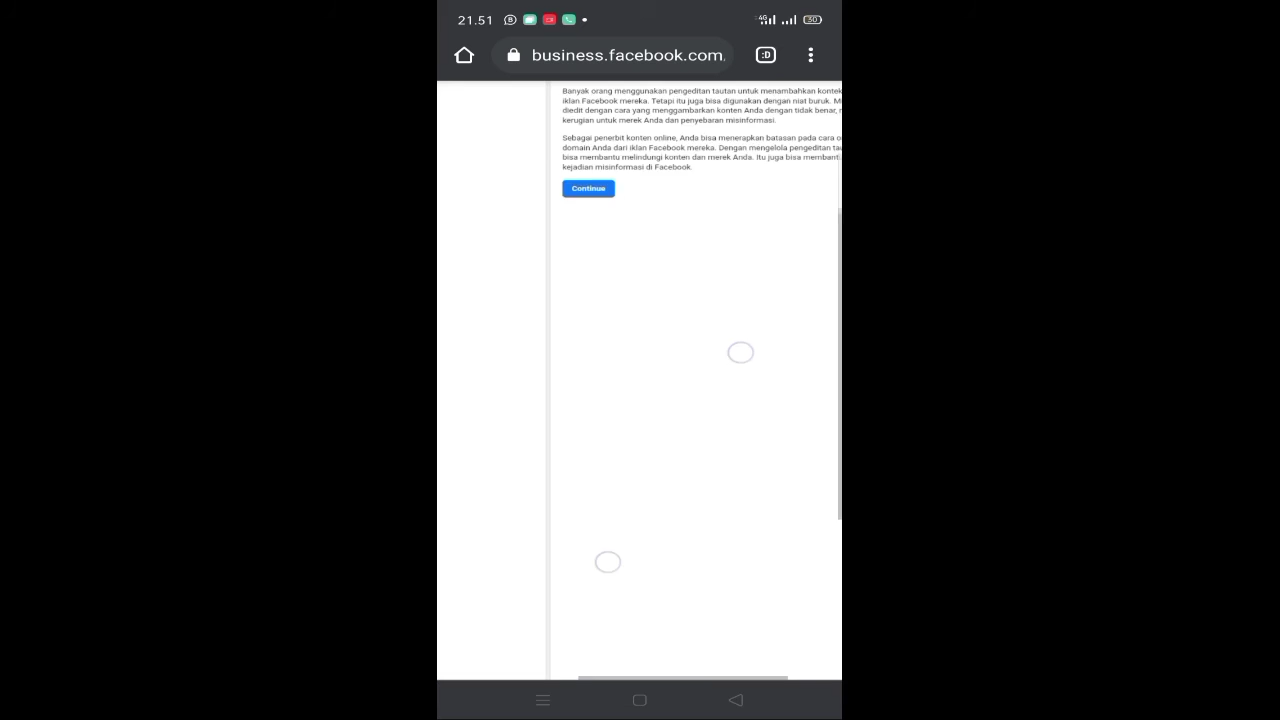 21.51
4G
30
business.facebook.com.
:D
Banyak orang menggunakan pengeditan tautan untuk menambahkan
iklan Facebook mereka. Tetapi itu juga bisa digunakan dengan niat buruk.
diedit dengan cara yang menggambarkan konten Anda dengan tidak benar,
kerugian untuk merek Anda dan penyebaran misinformasi.
Sebagai penerbit konten online, Anda bisa menerapkan batasan pada cara
domain Anda dari iklan Facebook mereka. Dengan mengelola pengeditan
bisa membantu melindungi konten dan merek Anda. Itu juga bisa
kejadian misinformasi di Facebook.
Continue